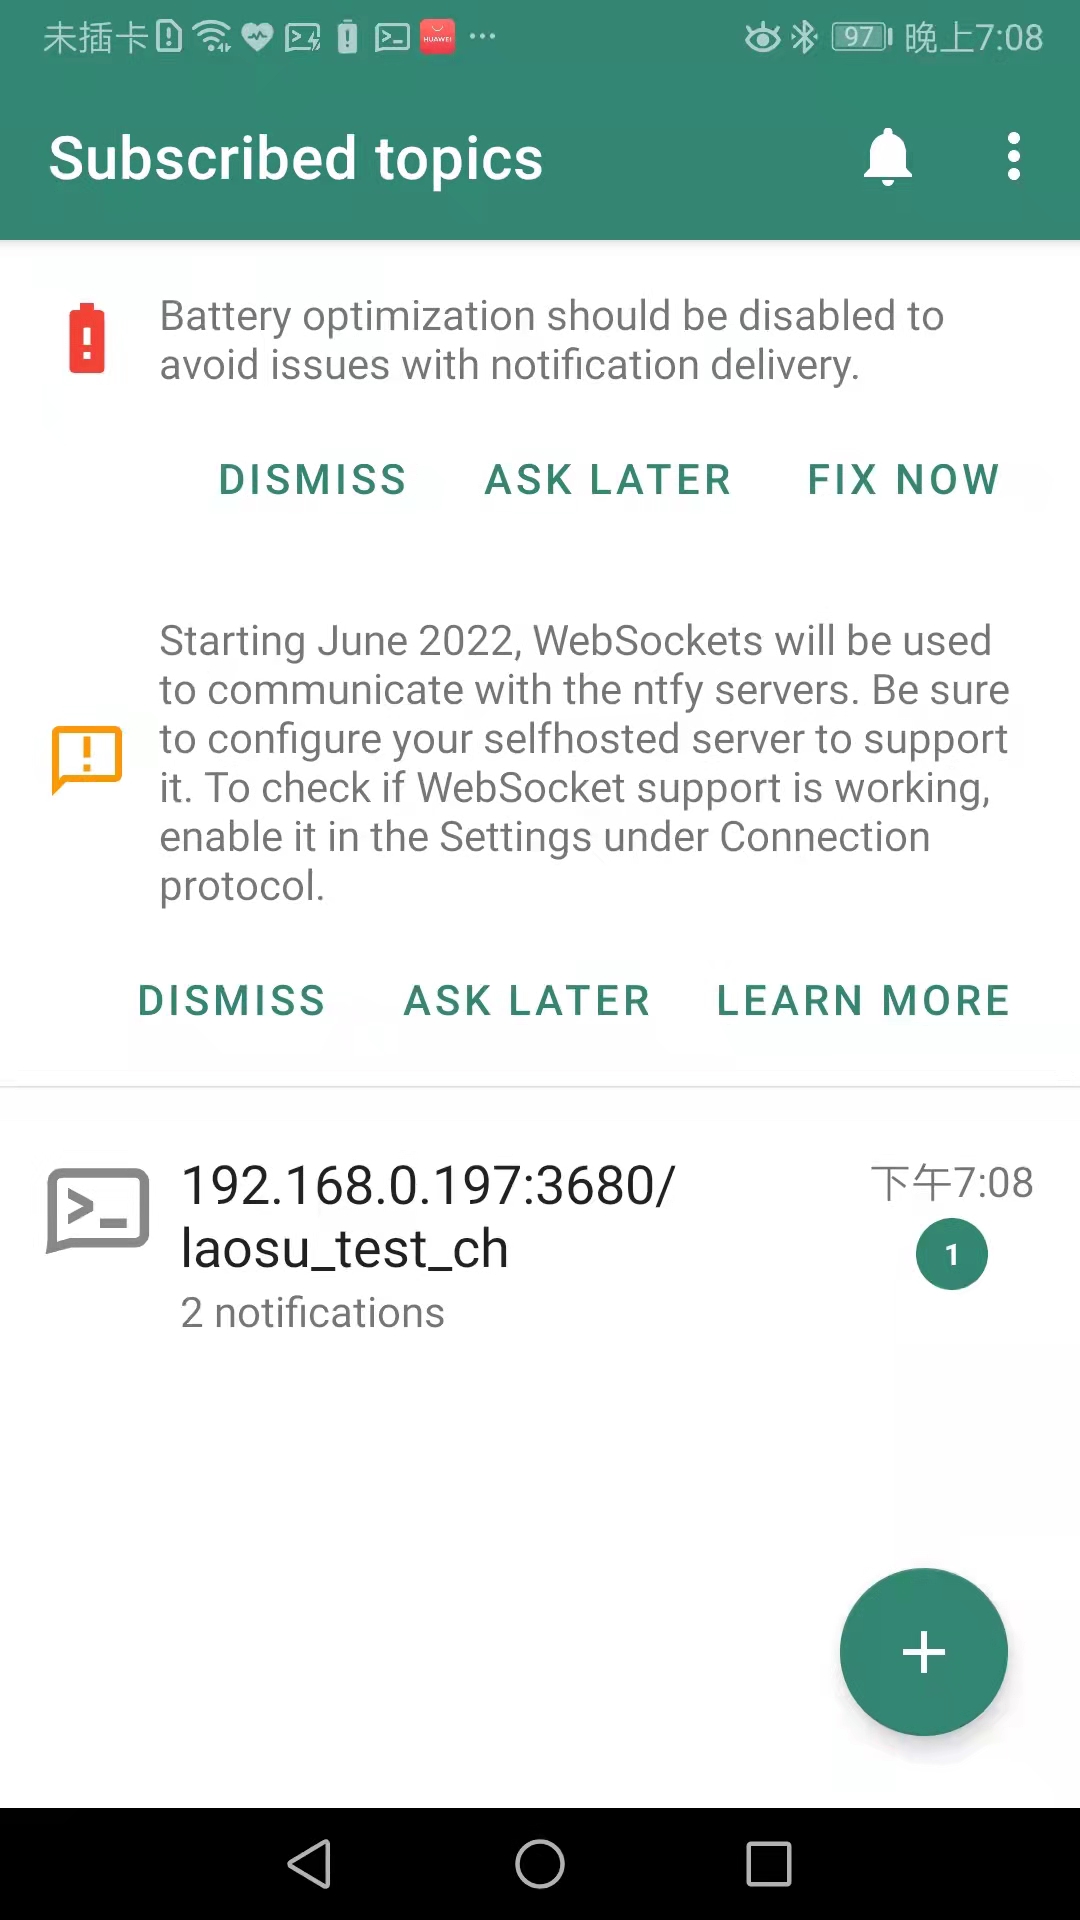 未插卡 HUAWEI 97 晚上7:08
Subscribed topics
Battery optimization should be disabled to
avoid issues with notification delivery.
DISMISS ASK LATER FIX NOW
Starting June 2022, WebSockets will be used
to communicate with the ntfy servers. Be sure
to configure your selfhosted server to support
it. To check if WebSocket support is working,
enable it in the Settings under Connection
protocol.
DISMISS ASK LATER LEARN MORE
192.168.0.197:3680/ 下午7:08
laosu_test_ch 1
2 notifications